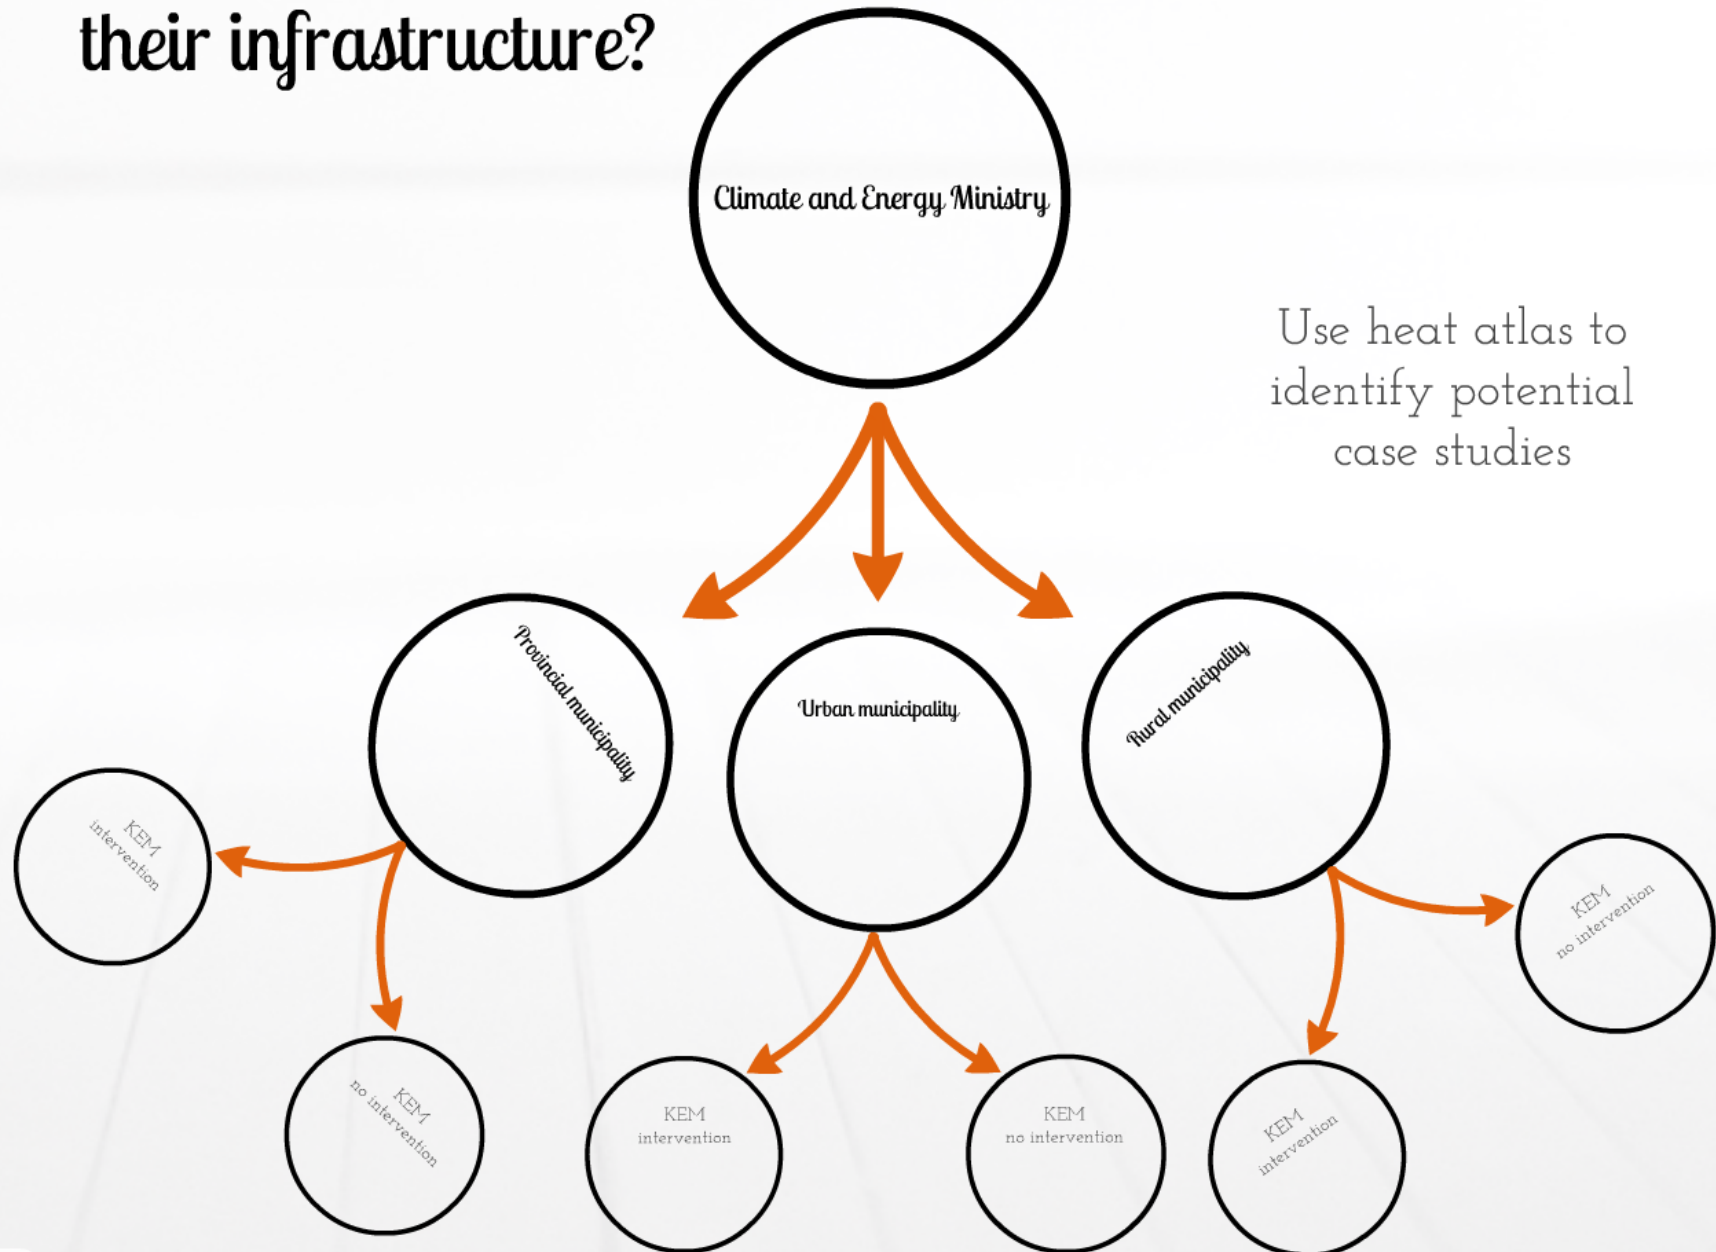 their infrastructure?
Climate and Energy Ministry
Use heat atlas to
identify potential
case studies
Provincial municipality
Urban municipality
Rural municipality
KEM
intervention
KEM
no intervention
KEM
intervention
KEM
no intervention
KEM
intervention
KEM
no intervention